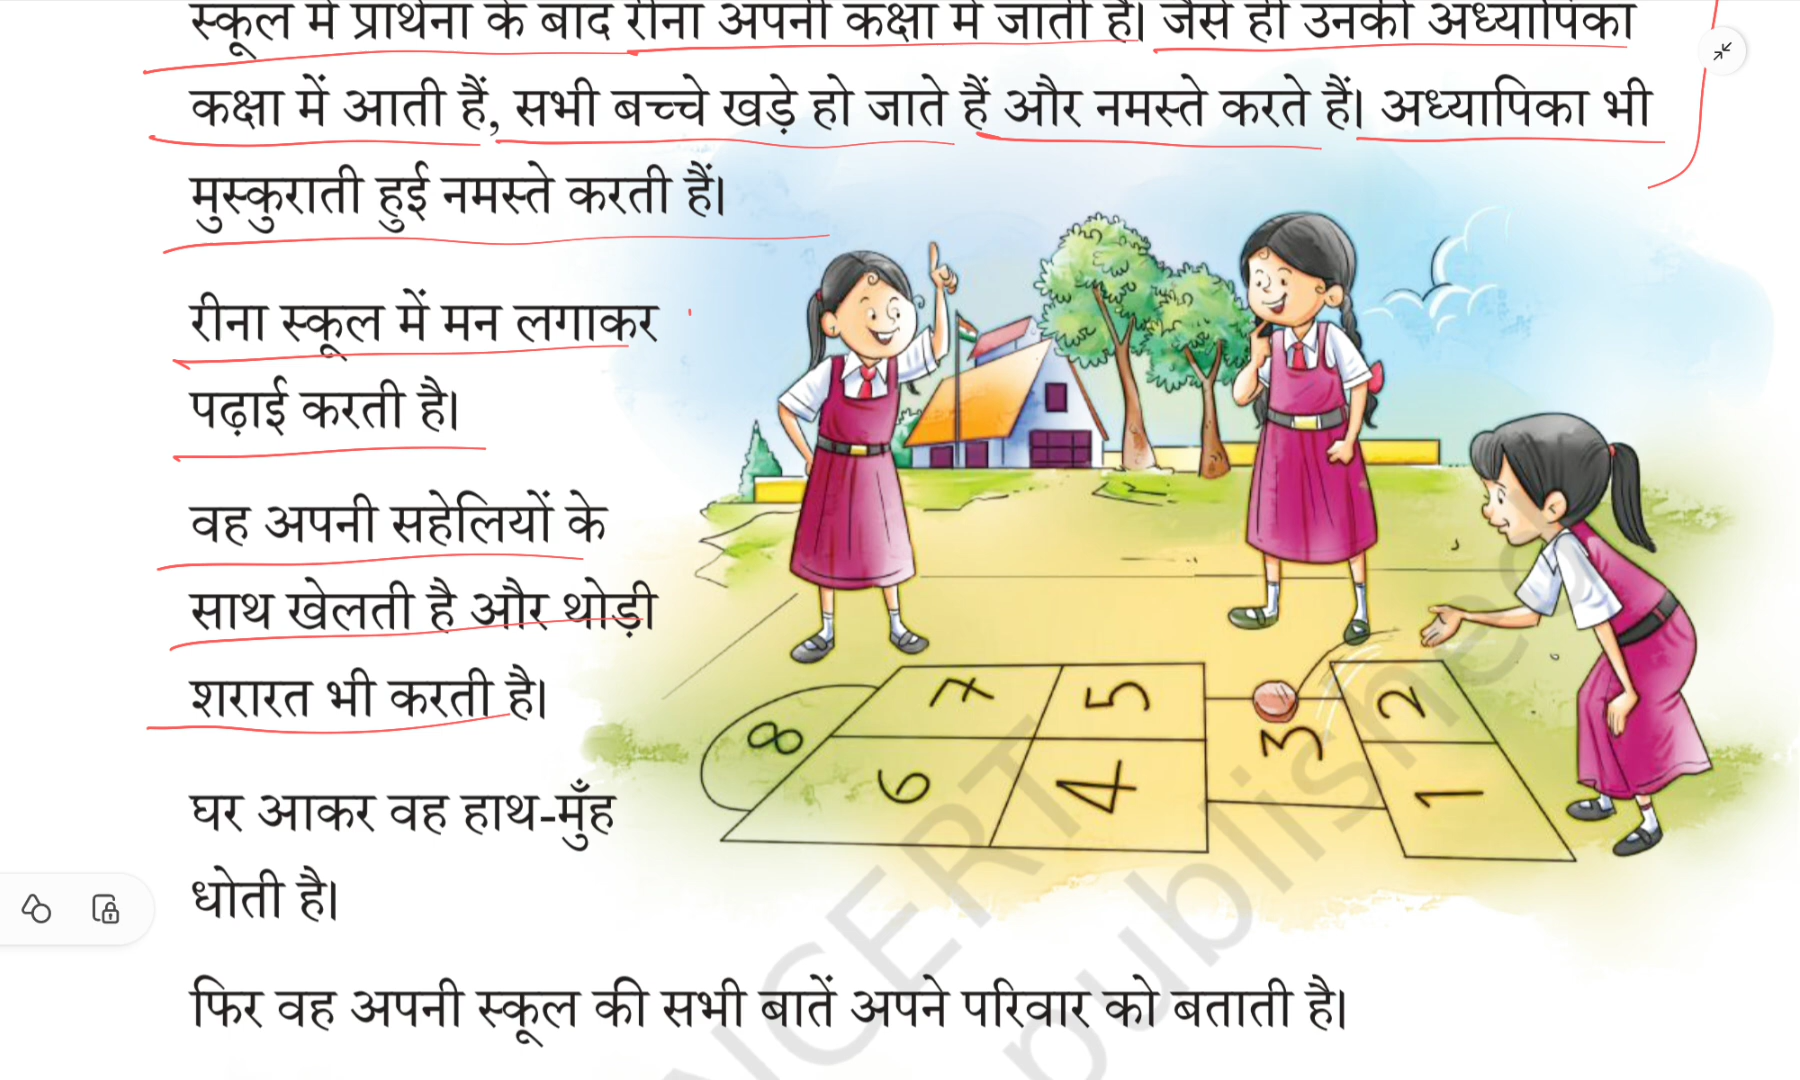 स्कूल में प्रार्थना के बाद रीना अपनी कक्षा में जाती है। जैसे ही उनकी अध्यापिका
कक्षा में आती हैं, सभी बच्चे खड़े हो जाते हैं और नमस्ते करते हैं। अध्यापिका भी
मुस्कुराती हुई नमस्ते करती हैं।
रीना स्कूल में मन लगाकर
पढ़ाई करती है।
वह अपनी सहेलियों के
साथ खेलती है और थोड़ी
शरारत भी करती है।
8 7 5 3 2
6 4 1
घर आकर वह हाथ-मुँह
धोती है।
फिर वह अपनी स्कूल की सभी बातें अपने परिवार को बताती है।
NCERT
published